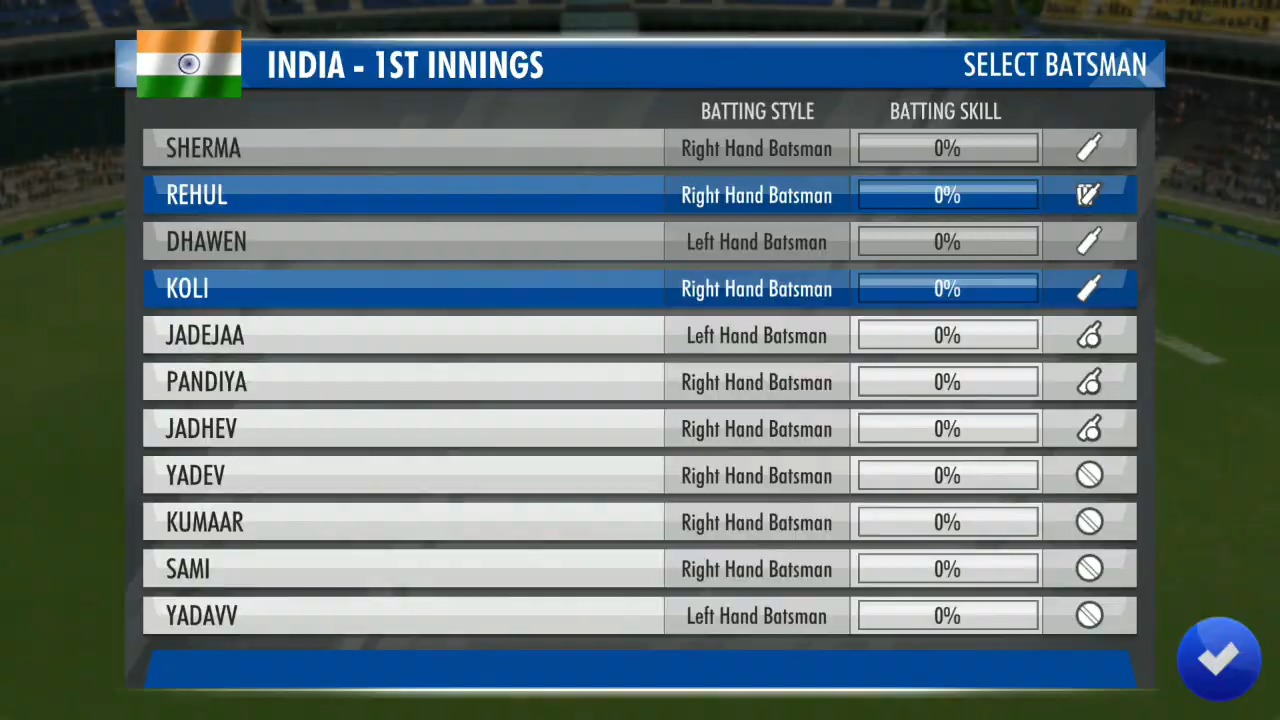 INDIA - 1ST INNINGS SELECT BATSMAN
BATTING STYLE BATTING SKILL
SHERMA Right Hand Batsman 0%
REHUL Right Hand Batsman 0%
DHAWEN Left Hand Batsman 0%
KOLI Right Hand Batsman 0%
JADEJAA Left Hand Batsman 0%
PANDIYA Right Hand Batsman 0%
JADHEV Right Hand Batsman 0%
YADEV Right Hand Batsman 0%
KUMAAR Right Hand Batsman 0%
SAMI Right Hand Batsman 0%
YADAVV Left Hand Batsman 0%